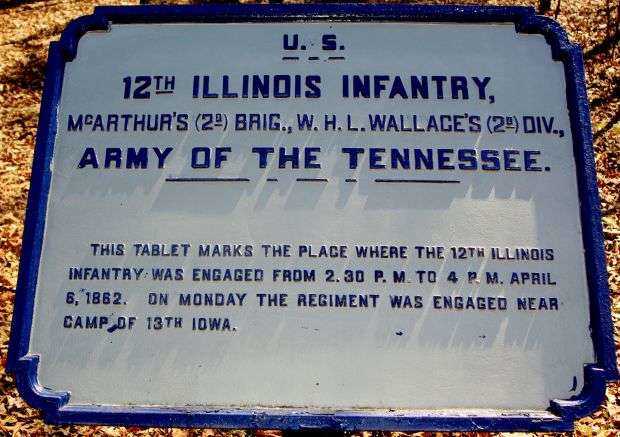 U. S.
12TH ILLINOIS INFANTRY,
McARTHUR'S (2D) BRIG., W. H. L. WALLACE'S (2D) DIV.,
ARMY OF THE TENNESSEE.
THIS TABLET MARKS THE PLACE WHERE THE 12TH ILLINOIS
INFANTRY WAS ENGAGED FROM 2.30 P. M. TO 4 P. M. APRIL
6, 1862. ON MONDAY THE REGIMENT WAS ENGAGED NEAR
CAMP OF 13TH IOWA.